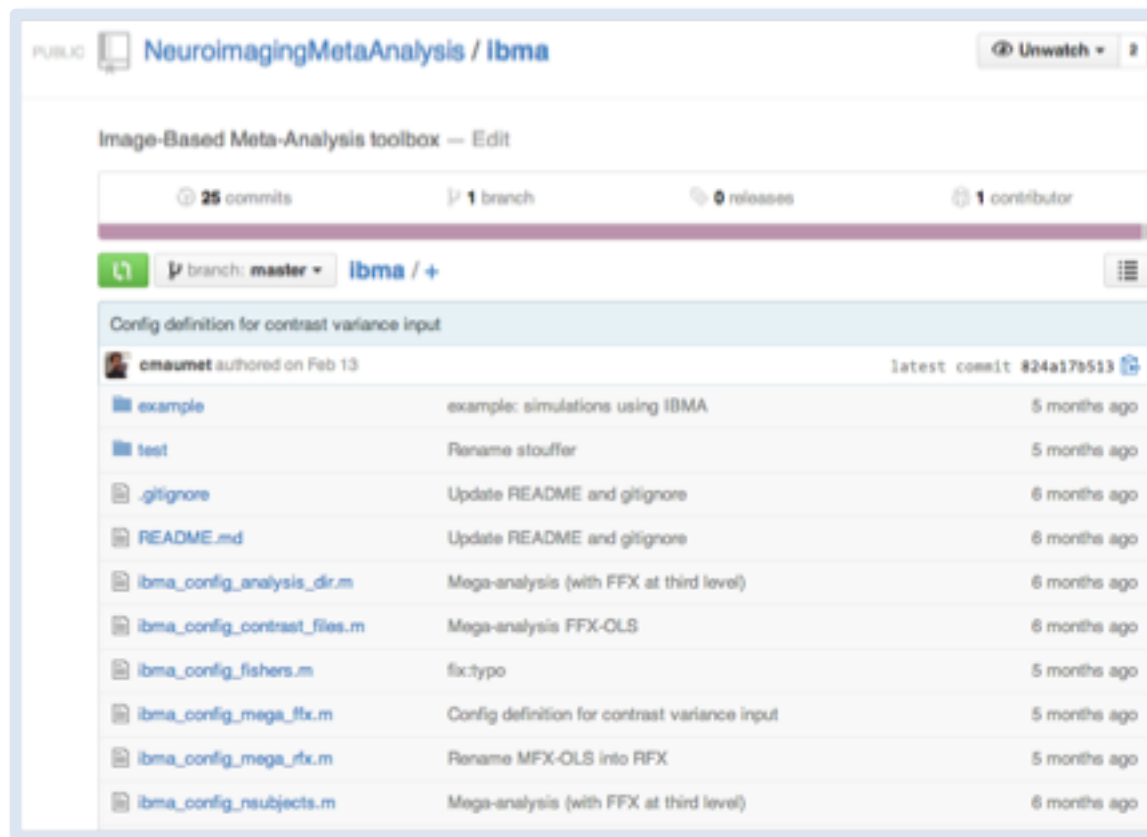 PUBLIC NeuroimagingMetaAnalysis / ibma Unwatch 2
Image-Based Meta-Analysis toolbox — Edit
25 commits 1 branch 0 releases 1 contributor
branch: master ibma / +
Config definition for contrast variance input
cmaumet authored on Feb 13 latest commit 824a17b513
example example: simulations using IBMA 5 months ago
test Rename stouffer 5 months ago
.gitignore Update README and gitignore 6 months ago
README.md Update README and gitignore 6 months ago
ibma_config_analysis_dir.m Mega-analysis (with FFX at third level) 6 months ago
ibma_config_contrast_files.m Mega-analysis FFX-OLS 6 months ago
ibma_config_fishers.m fix:typo 5 months ago
ibma_config_mega_ffx.m Config definition for contrast variance input 5 months ago
ibma_config_mega_rfx.m Rename MFX-OLS into RFX 5 months ago
ibma_config_nsubjects.m Mega-analysis (with FFX at third level) 6 months ago